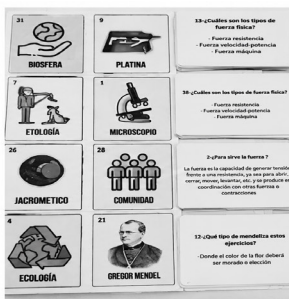 31
BIOSFERA
9
PLATINA
13-¿Cuáles son los tipos de
fuerza física?
· Fuerza resistencia
- Fuerza velocidad-potencia
· Fuerza máquina
7
ETOLOGÍA
1
MICROSCOPIO
38-¿Cuáles son los tipos de fuerza física?
-Fuerza resistencia
-Fuerza velocidad-potencia
-Fuerza máquina
26
JACROMETICO
28
COMUNIDAD
2-¿Para sirve la fuerza ?
La fuerza es la capacidad de generar tensión
frente a una resistencia, ya sea para abrir,
cerrar, mover, levantar, etc. y se produce en
coordinación con otras fuerzas o
contracciones
4
ECOLOGÍA
21
GREGOR MENDEL
12-¿Qué tipo de mendeliza estos
ejercicios?
· Donde el color de la flor deberá
ser morado o elección